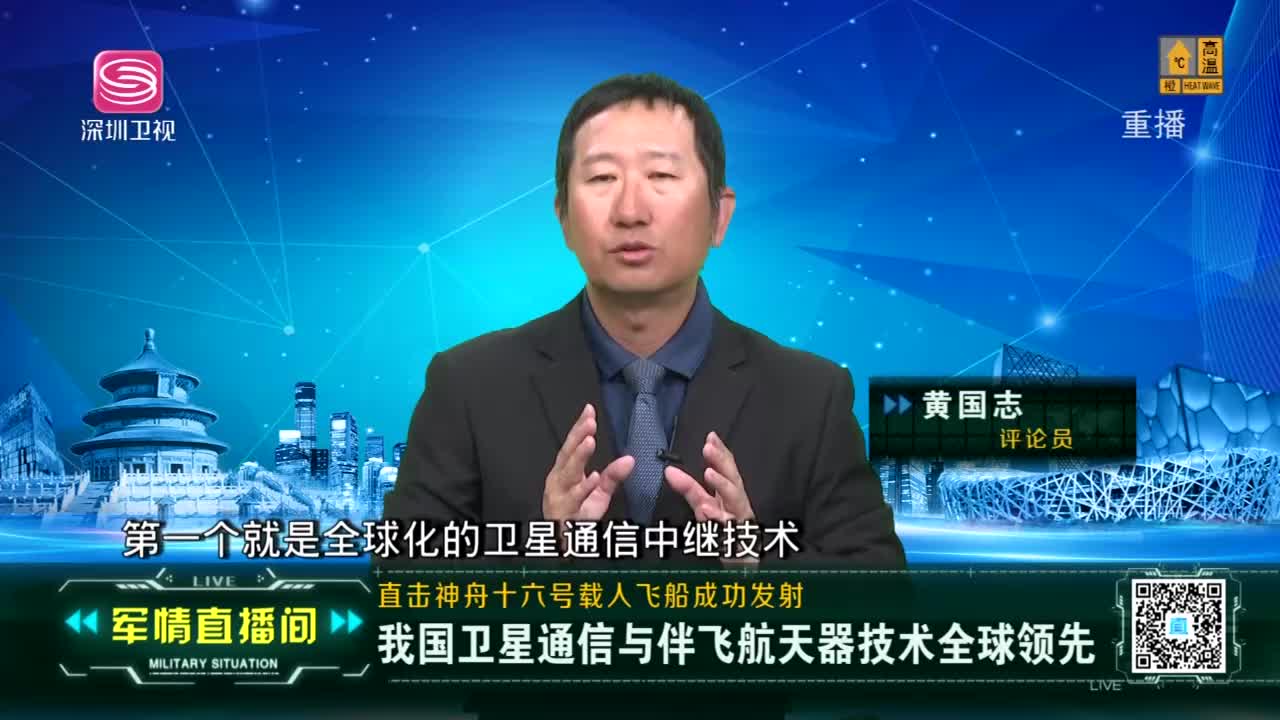 深圳卫视
℃
高温
橙
HEAT WAVE
重播
黄国志
评论员
第一个就是全球化的卫星通信中继技术
LIVE
军情直播间
MILITARY SITUATION
直击神舟十六号载人飞船成功发射
我国卫星通信与伴飞航天器技术全球领先
LIVE